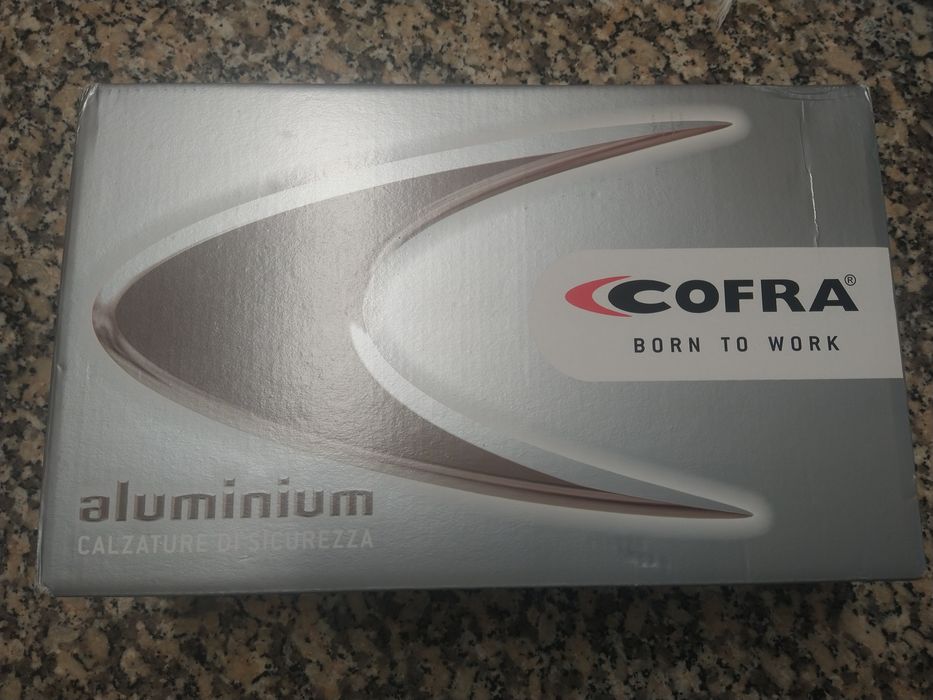 COFRA®
BORN TO WORK
aluminium
CALZATURE DI SICUREZZA